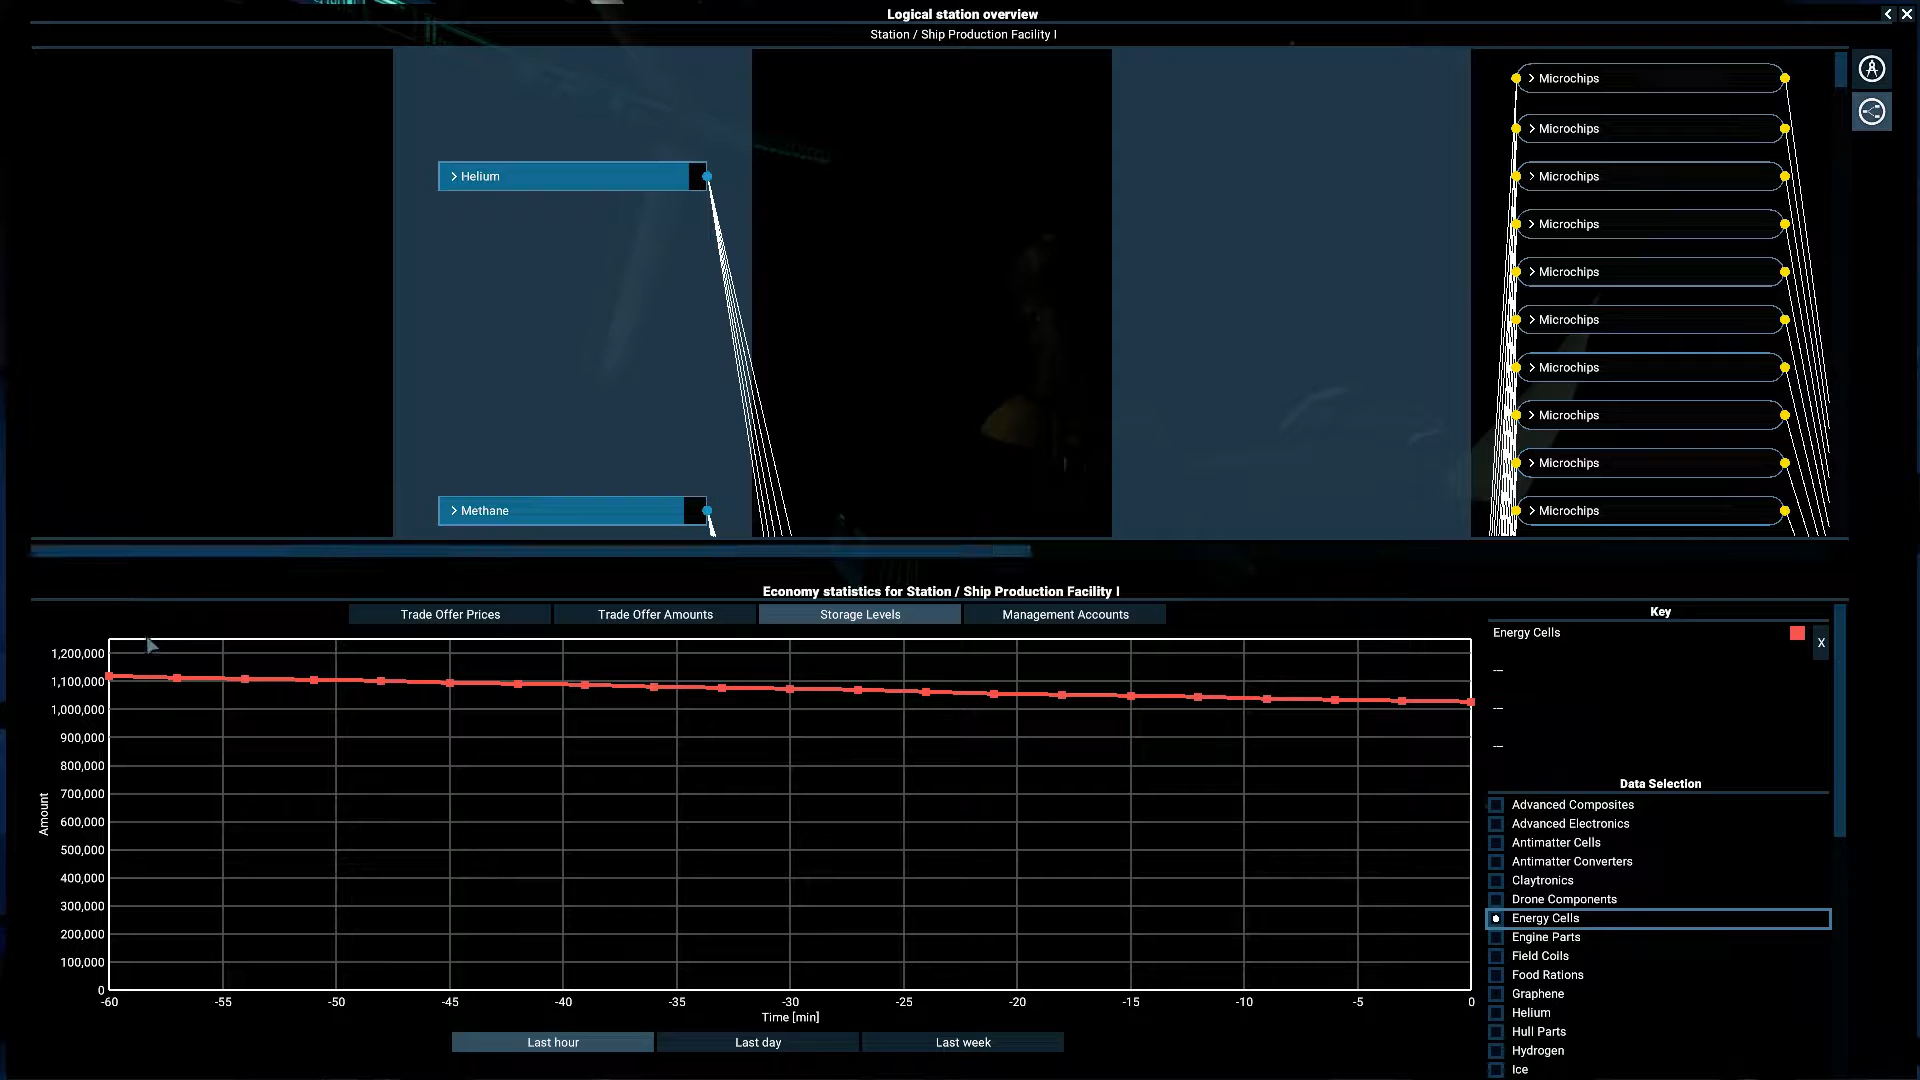 Logical station overview
Station / Ship Production Facility I
Helium
Methane
Microchips
Microchips
Microchips
Microchips
Microchips
Microchips
Microchips
Microchips
Microchips
Microchips
Economy statistics for Station / Ship Production Facility I
Trade Offer Prices
Trade Offer Amounts
Storage Levels
Management Accounts
1,200,000
1,100,000
1,000,000
900,000
800,000
700,000
600,000
500,000
400,000
300,000
200,000
100,000
0
Amount
-60 -55 -50 -45 -40 -35 -30 -25 -20 -15 -10 -5 0
Time [min]
Last hour
Last day
Last week
Key
Energy Cells
X
---
---
---
Data Selection
Advanced Composites
Advanced Electronics
Antimatter Cells
Antimatter Converters
Claytronics
Drone Components
Energy Cells
Engine Parts
Field Coils
Food Rations
Graphene
Helium
Hull Parts
Hydrogen
Ice